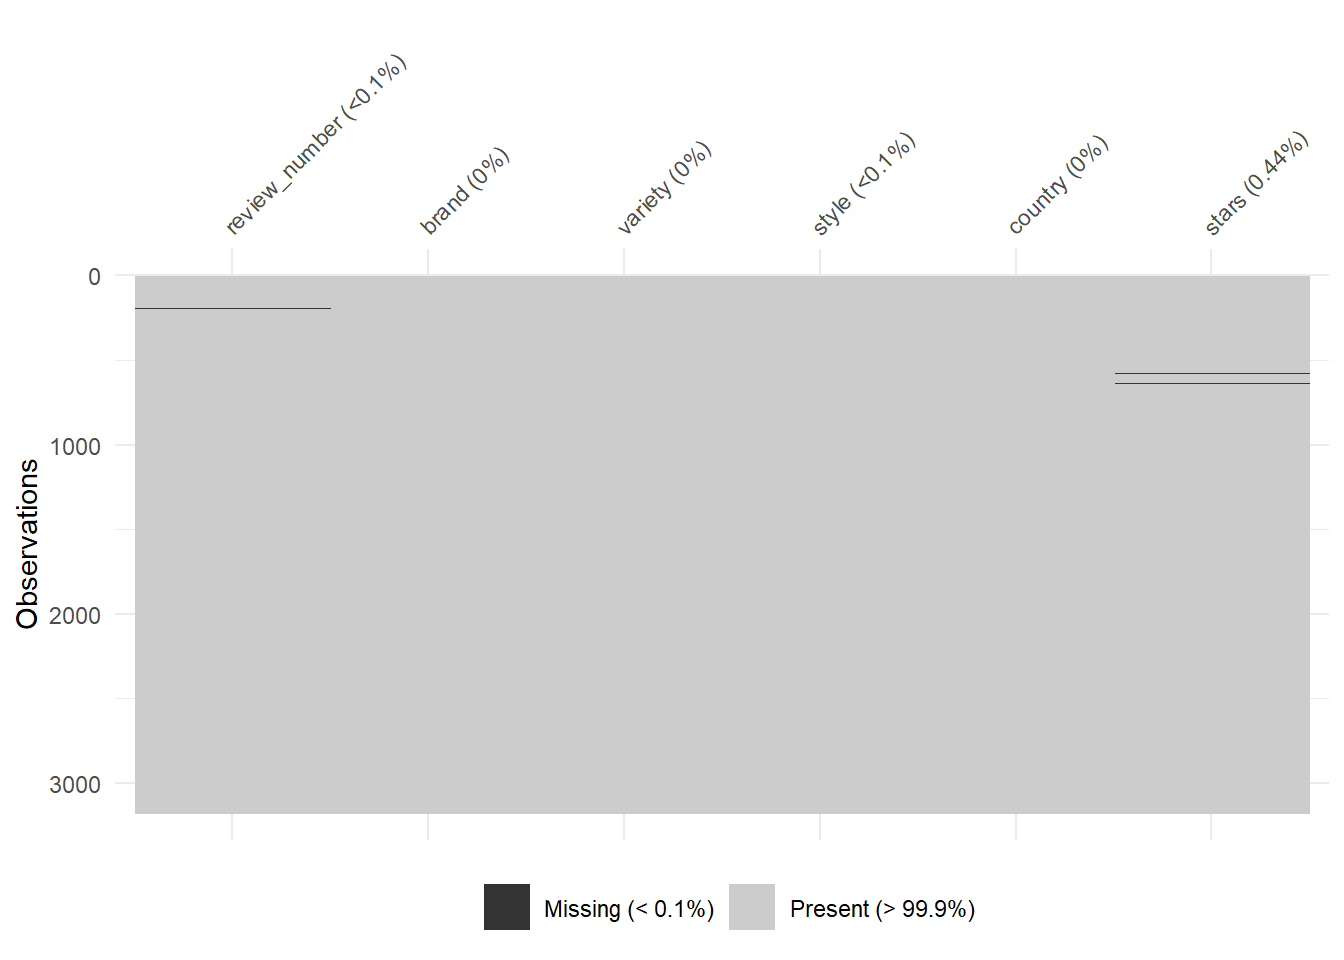 review_number (<0.1%)
brand (0%)
variety (0%)
style (<0.1%)
country (0%)
stars (0.44%)
0
1000
2000
3000
Observations
Missing (< 0.1%)
Present (> 99.9%)